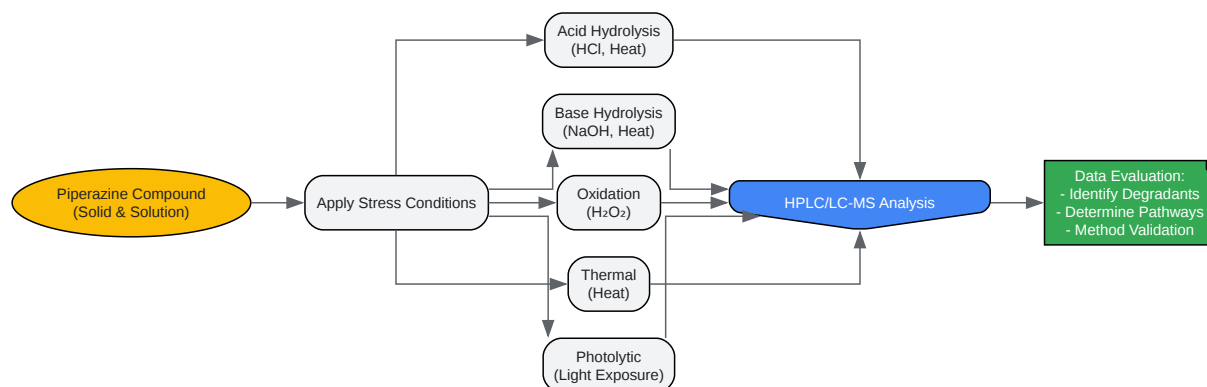 Piperazine Compound
(Solid & Solution)
Apply Stress Conditions
Acid Hydrolysis
(HCl, Heat)
Base Hydrolysis
(NaOH, Heat)
Oxidation
(H₂O₂)
Thermal
(Heat)
Photolytic
(Light Exposure)
HPLC/LC-MS Analysis
Data Evaluation:
- Identify Degradants
- Determine Pathways
- Method Validation